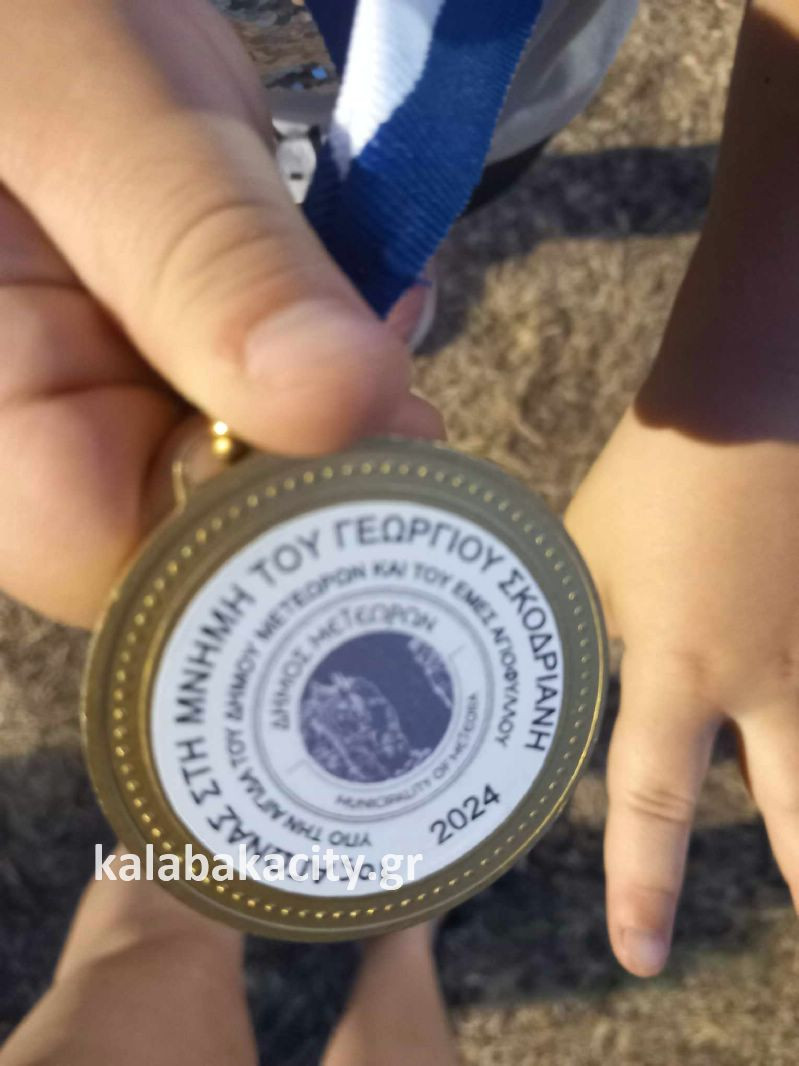 ΣΤΗ ΜΝΗΜΗ ΤΟΥ ΓΕΩΡΓΙΟΥ ΣΚΟΔΡΙΑΝΗ
ΥΠΟ ΤΗΝ ΑΙΓΙΔΑ ΤΟΥ ΔΗΜΟΥ ΜΕΤΕΩΡΩΝ ΚΑΙ ΤΟΥ ΕΜΕΣ ΑΓΙΟΦΥΛΛΟΥ
ΔΗΜΟΣ ΜΕΤΕΩΡΩΝ
MUNICIPALITY OF METEORA
2024
kalabakacity.gr